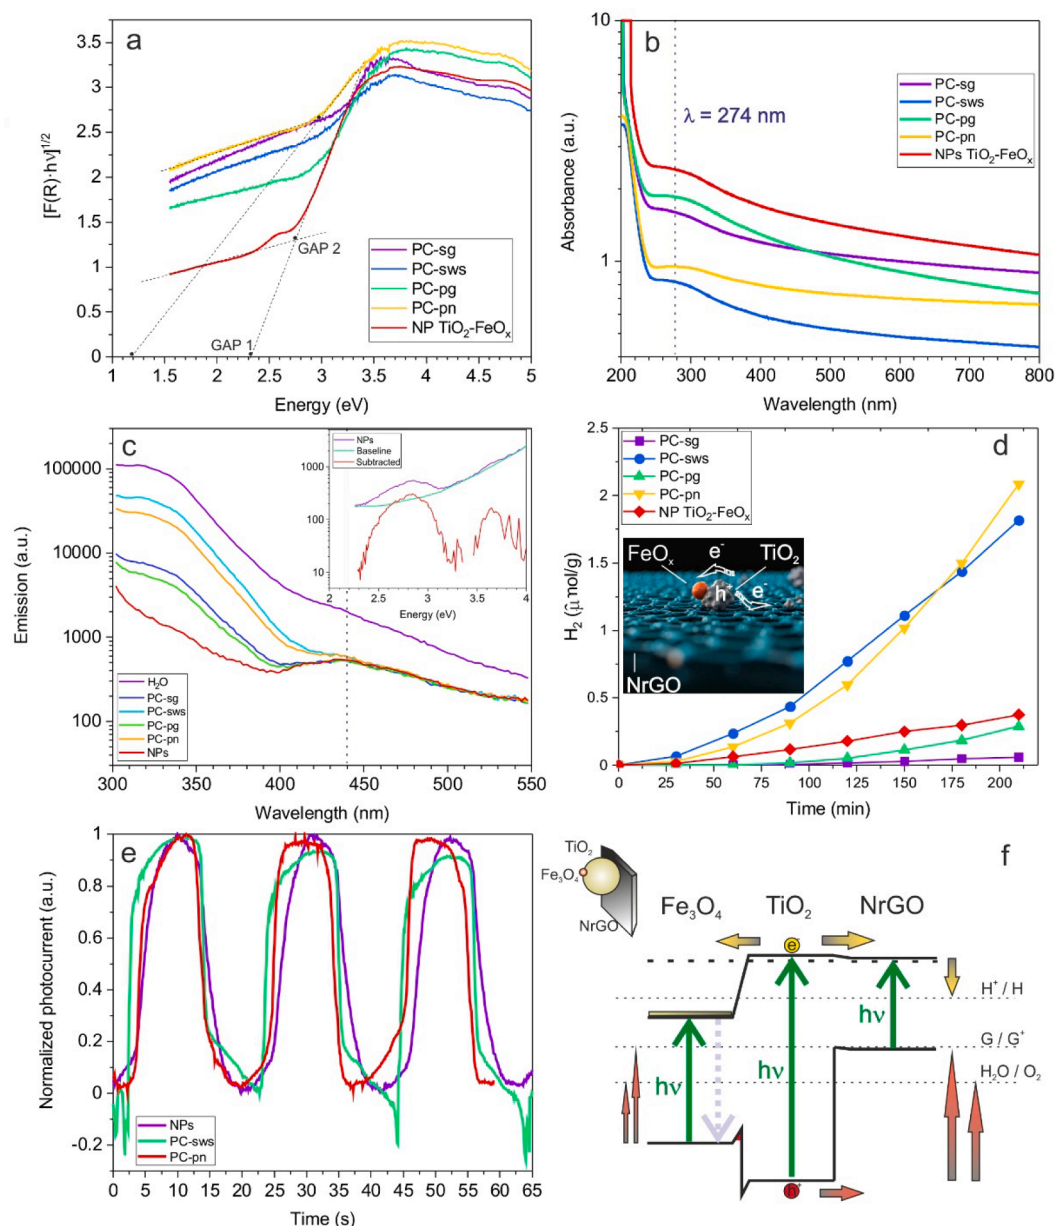 a
[F(R)·hν]^1/2
3.5
3.0
2.5
2.0
1.5
1
0.5
0
GAP 1
GAP 2
PC-sg
PC-sws
PC-pg
PC-pn
NP TiO₂-FeOₓ
1 1.5 2 2.5 3 3.5 4 4.5 5
Energy (eV)
b
Absorbance (a.u.)
10
1
λ = 274 nm
PC-sg
PC-sws
PC-pg
PC-pn
NPs TiO₂-FeOₓ
200 300 400 500 600 700 800
Wavelength (nm)
c
Emission (a.u.)
100000
10000
1000
100
H₂O
PC-sg
PC-sws
PC-pg
PC-pn
NPs
300 350 400 450 500 550
Wavelength (nm)
NPs
Baseline
Subtracted
1000
100
10
2 2.5 3 3.5 4
Energy (eV)
d
H₂ (μmol/g)
2.5
2
1.5
1
0.5
0
PC-sg
PC-sws
PC-pg
PC-pn
NP TiO₂-FeOₓ
FeOₓ
e⁻
TiO₂
h⁺
e⁻
NrGO
0 25 50 75 100 125 150 175 200
Time (min)
e
Normalized photocurrent (a.u.)
1
0.8
0.6
0.4
0.2
0
-0.2
NPs
PC-sws
PC-pn
0 5 10 15 20 25 30 35 40 45 50 55 60 65
Time (s)
f
TiO₂
Fe₃O₄
NrGO
Fe₃O₄ TiO₂ NrGO
e⁻
H⁺ / H
hν
G / G⁺
hν
hν
H₂O / O₂
h⁺